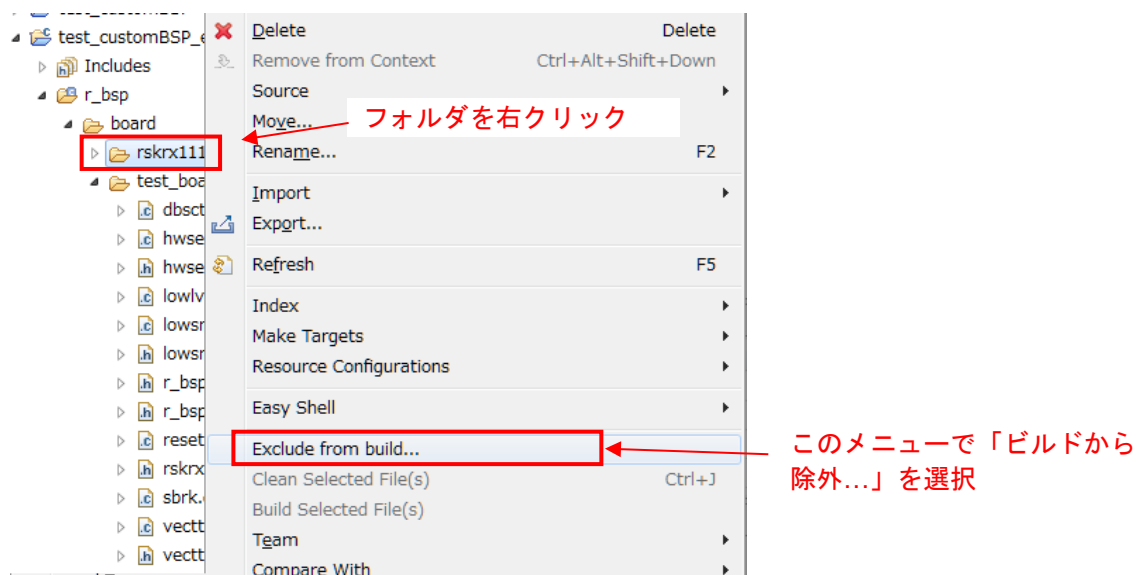 test_customBSP_e
Includes
r_bsp
board
rskrx111
test_boa
dbsct
hwse
hwse
lowlv
lowsr
lowsr
r_bsp
r_bsp
reset
rskrx
sbrk.
vectt
vectt
Delete Delete
Remove from Context Ctrl+Alt+Shift+Down
Source
Move...
Rename... F2
Import
Export...
Refresh F5
Index
Make Targets
Resource Configurations
Easy Shell
Exclude from build...
Clean Selected File(s) Ctrl+J
Build Selected File(s)
Team
Compare With
フォルダを右クリック
このメニューで「ビルドから
除外...」を選択